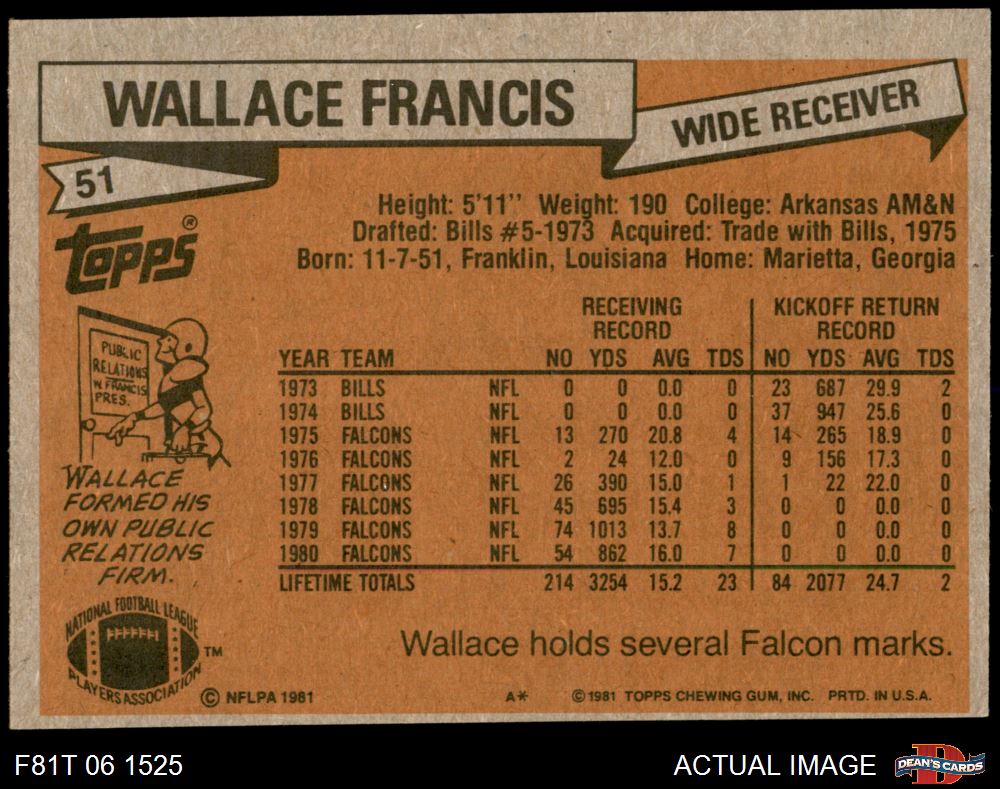 WALLACE FRANCIS
WIDE RECEIVER
51
TOPPS®
Height: 5'11" Weight: 190 College: Arkansas AM&N
Drafted: Bills #5-1973 Acquired: Trade with Bills, 1975
Born: 11-7-51, Franklin, Louisiana Home: Marietta, Georgia
RECEIVING RECORD KICKOFF RETURN RECORD
YEAR TEAM NO YDS AVG TDS NO YDS AVG TDS
1973 BILLS NFL 0 0 0.0 0 23 687 29.9 2
1974 BILLS NFL 0 0 0.0 0 37 947 25.6 0
1975 FALCONS NFL 13 270 20.8 4 14 265 18.9 0
1976 FALCONS NFL 2 24 12.0 0 9 156 17.3 0
1977 FALCONS NFL 26 390 15.0 1 1 22 22.0 0
1978 FALCONS NFL 45 695 15.4 3 0 0 0.0 0
1979 FALCONS NFL 74 1013 13.7 8 0 0 0.0 0
1980 FALCONS NFL 54 862 16.0 7 0 0 0.0 0
LIFETIME TOTALS 214 3254 15.2 23 84 2077 24.7 2
PUBLIC
RELATIONS
W. FRANCIS
PRES.
WALLACE
FORMED HIS
OWN PUBLIC
RELATIONS
FIRM.
Wallace holds several Falcon marks.
NATIONAL FOOTBALL LEAGUE
PLAYERS ASSOCIATION
TM
© NFLPA 1981 A* © 1981 TOPPS CHEWING GUM, INC. PRTD. IN U.S.A.
F81T 06 1525 ACTUAL IMAGE
D
DEAN'S CARDS